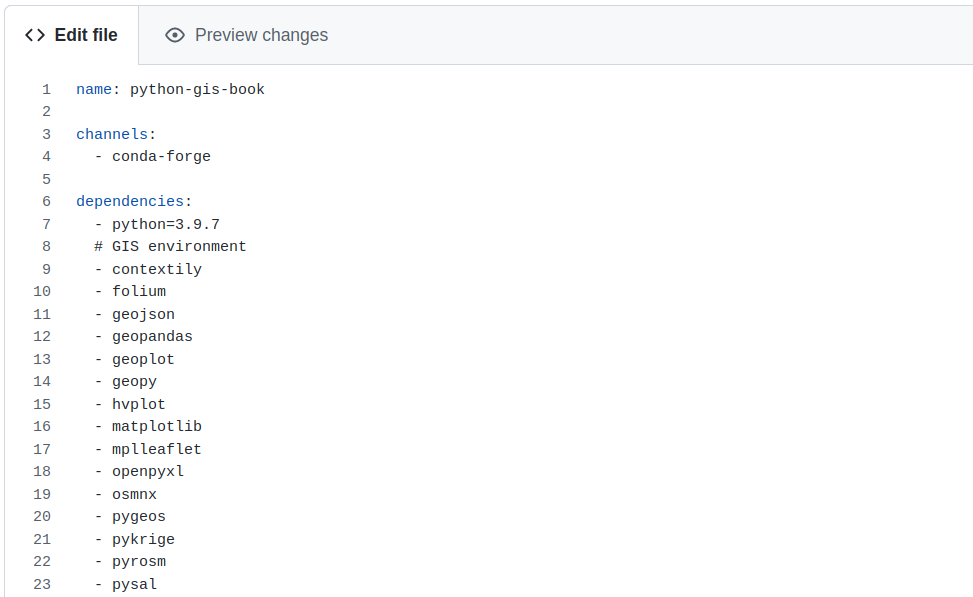 Edit file Preview changes
1 name: python-gis-book
2
3 channels:
4   - conda-forge
5
6 dependencies:
7   - python=3.9.7
8   # GIS environment
9   - contextily
10   - folium
11   - geojson
12   - geopandas
13   - geoplot
14   - geopy
15   - hvplot
16   - matplotlib
17   - mplleaflet
18   - openpyxl
19   - osmnx
20   - pygeos
21   - pykrige
22   - pyrosm
23   - pysal